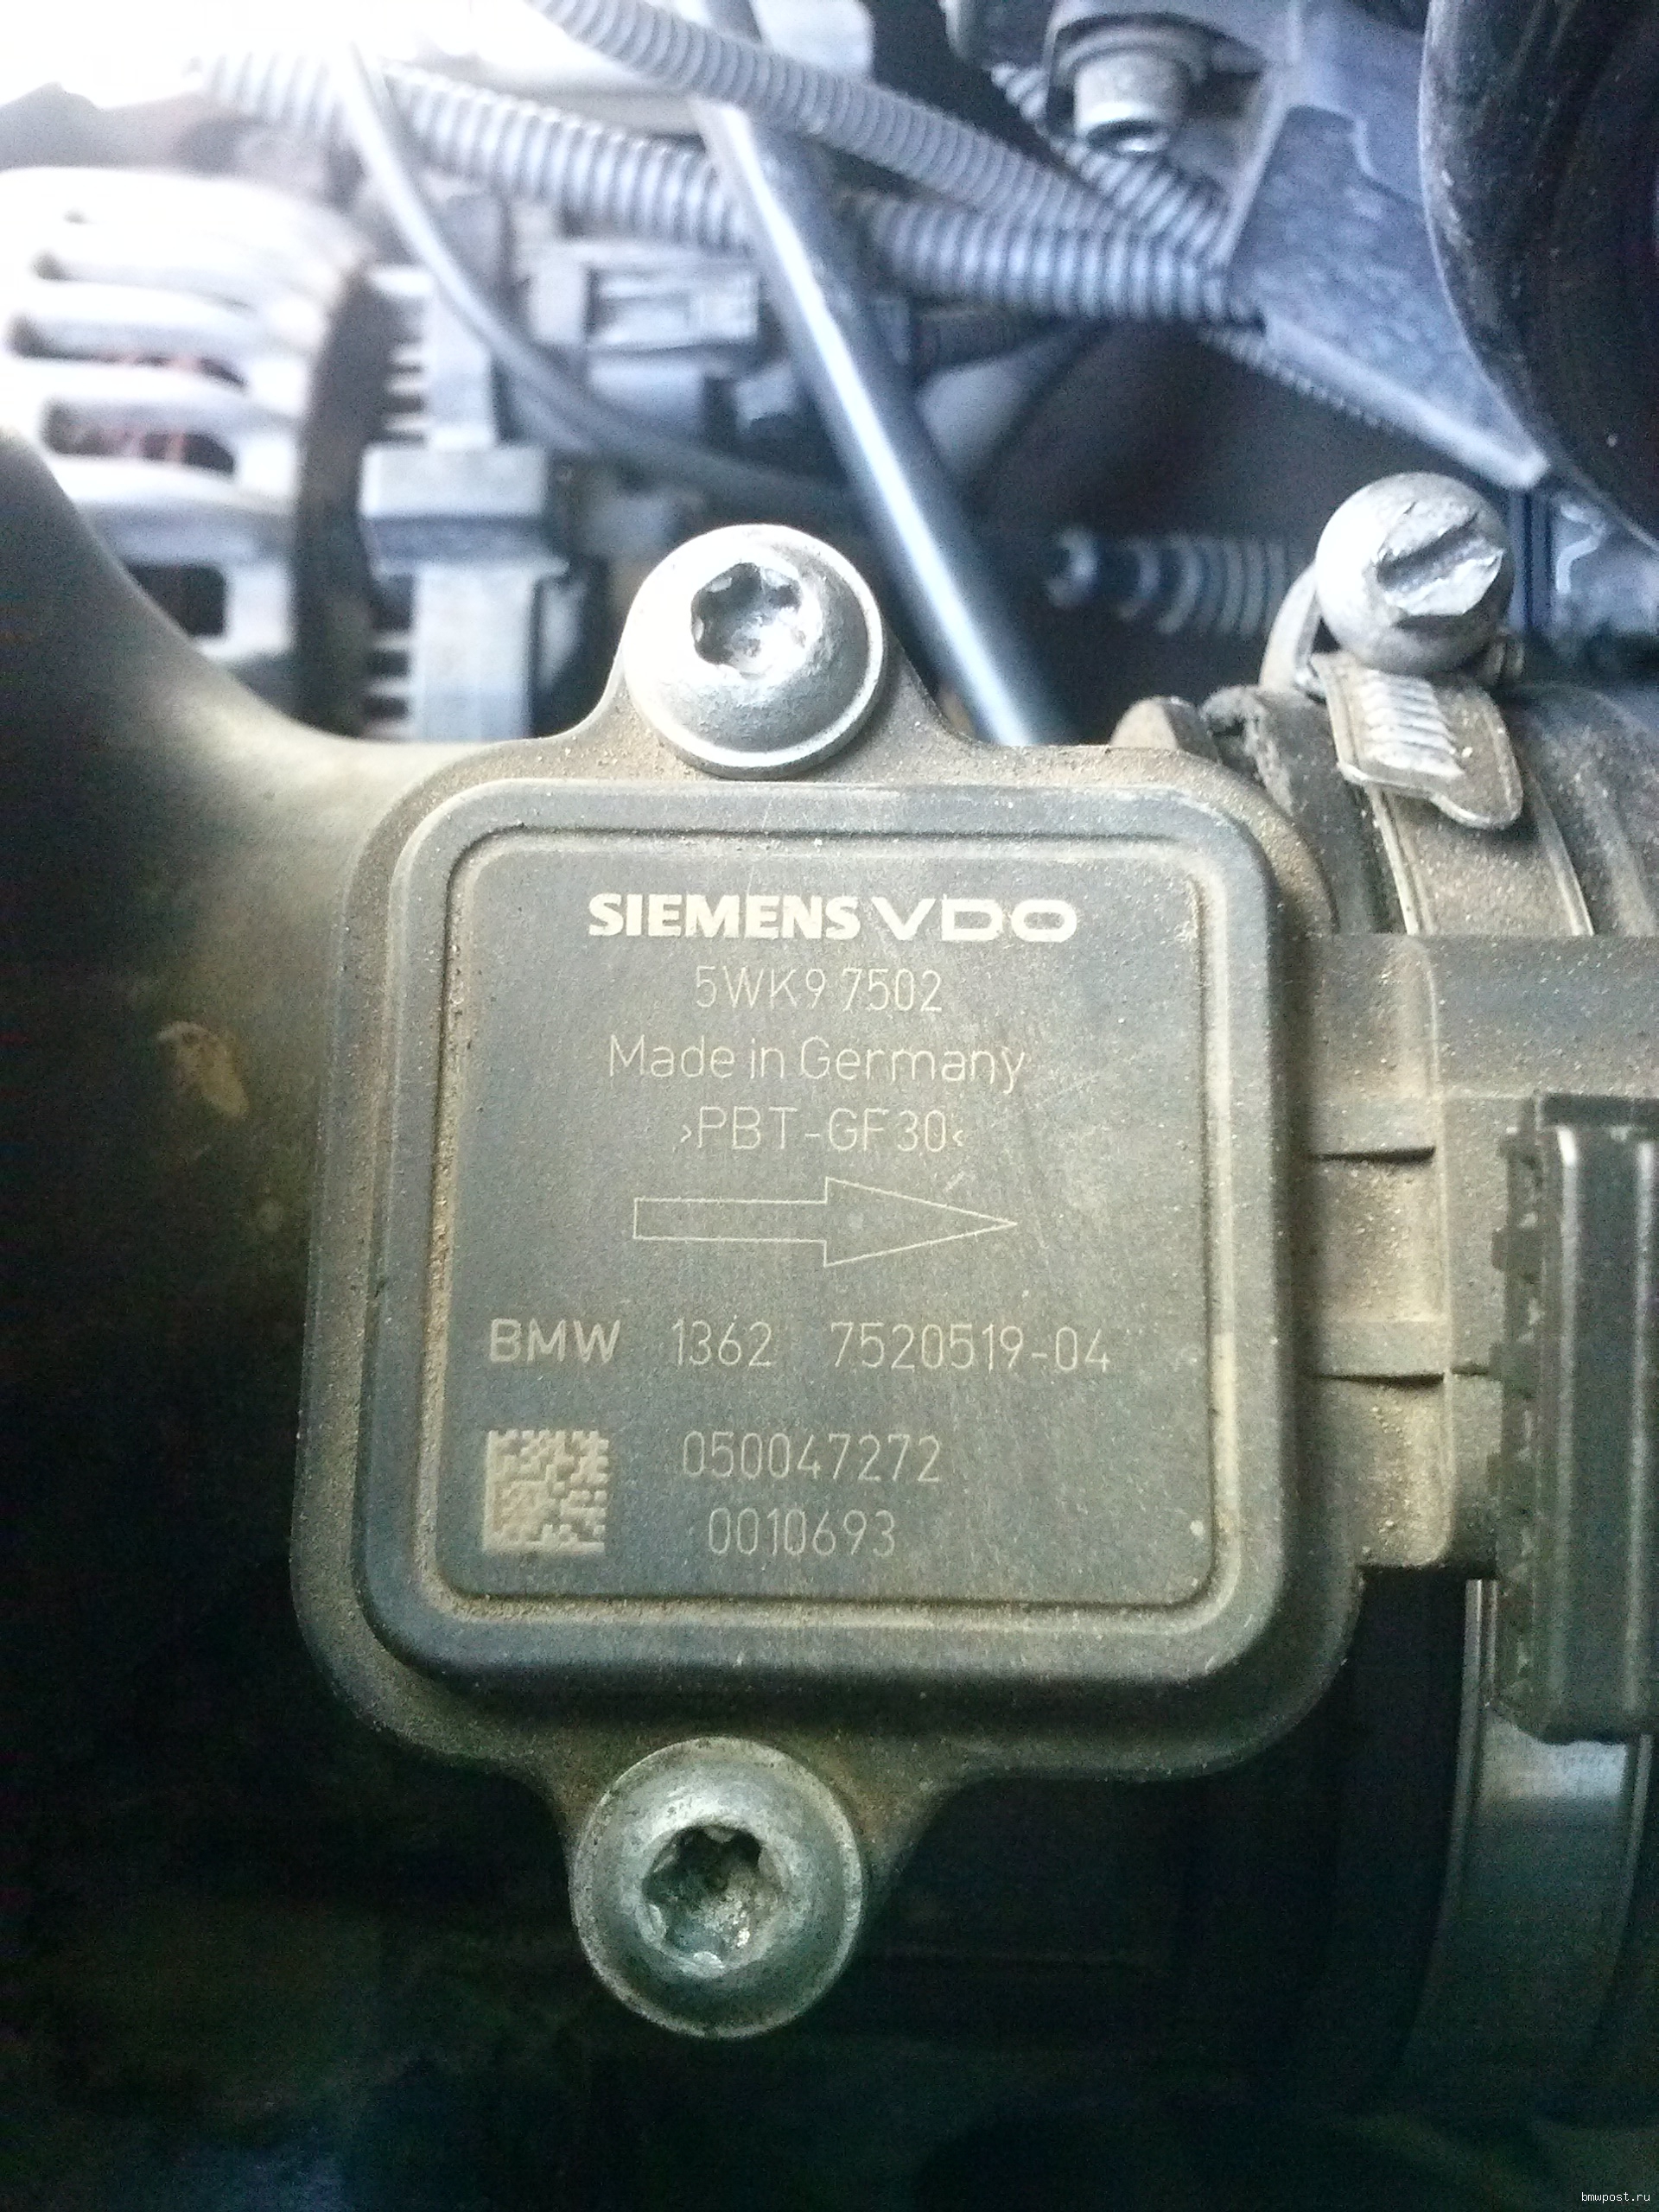 SIEMENS VDO
5WK9 7502
Made in Germany
>PBT-GF30<
BMW 1362 7520519-04
050047272
0010693
bmwpost.ru